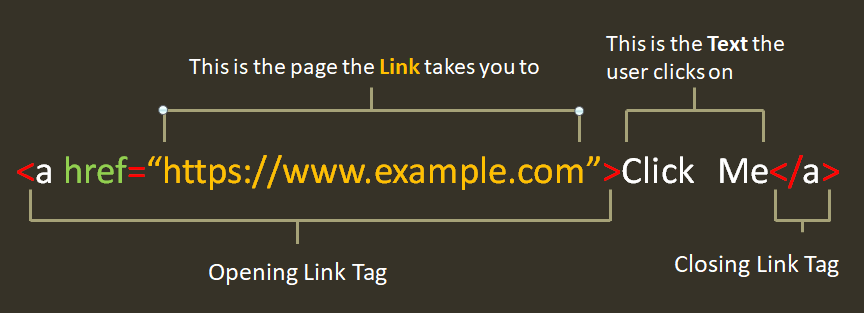 This is the page the Link takes you to
This is the Text the
user clicks on
<a href=“https://www.example.com”>Click Me</a>
Opening Link Tag
Closing Link Tag